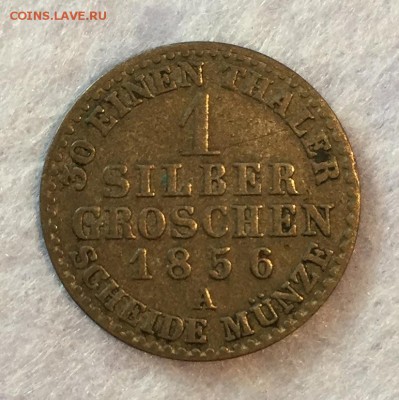 COINS.LAVE.RU
30 EINEN THALER
1
SILBER
GROSCHEN
1856
A
SCHEIDE MÜNZE